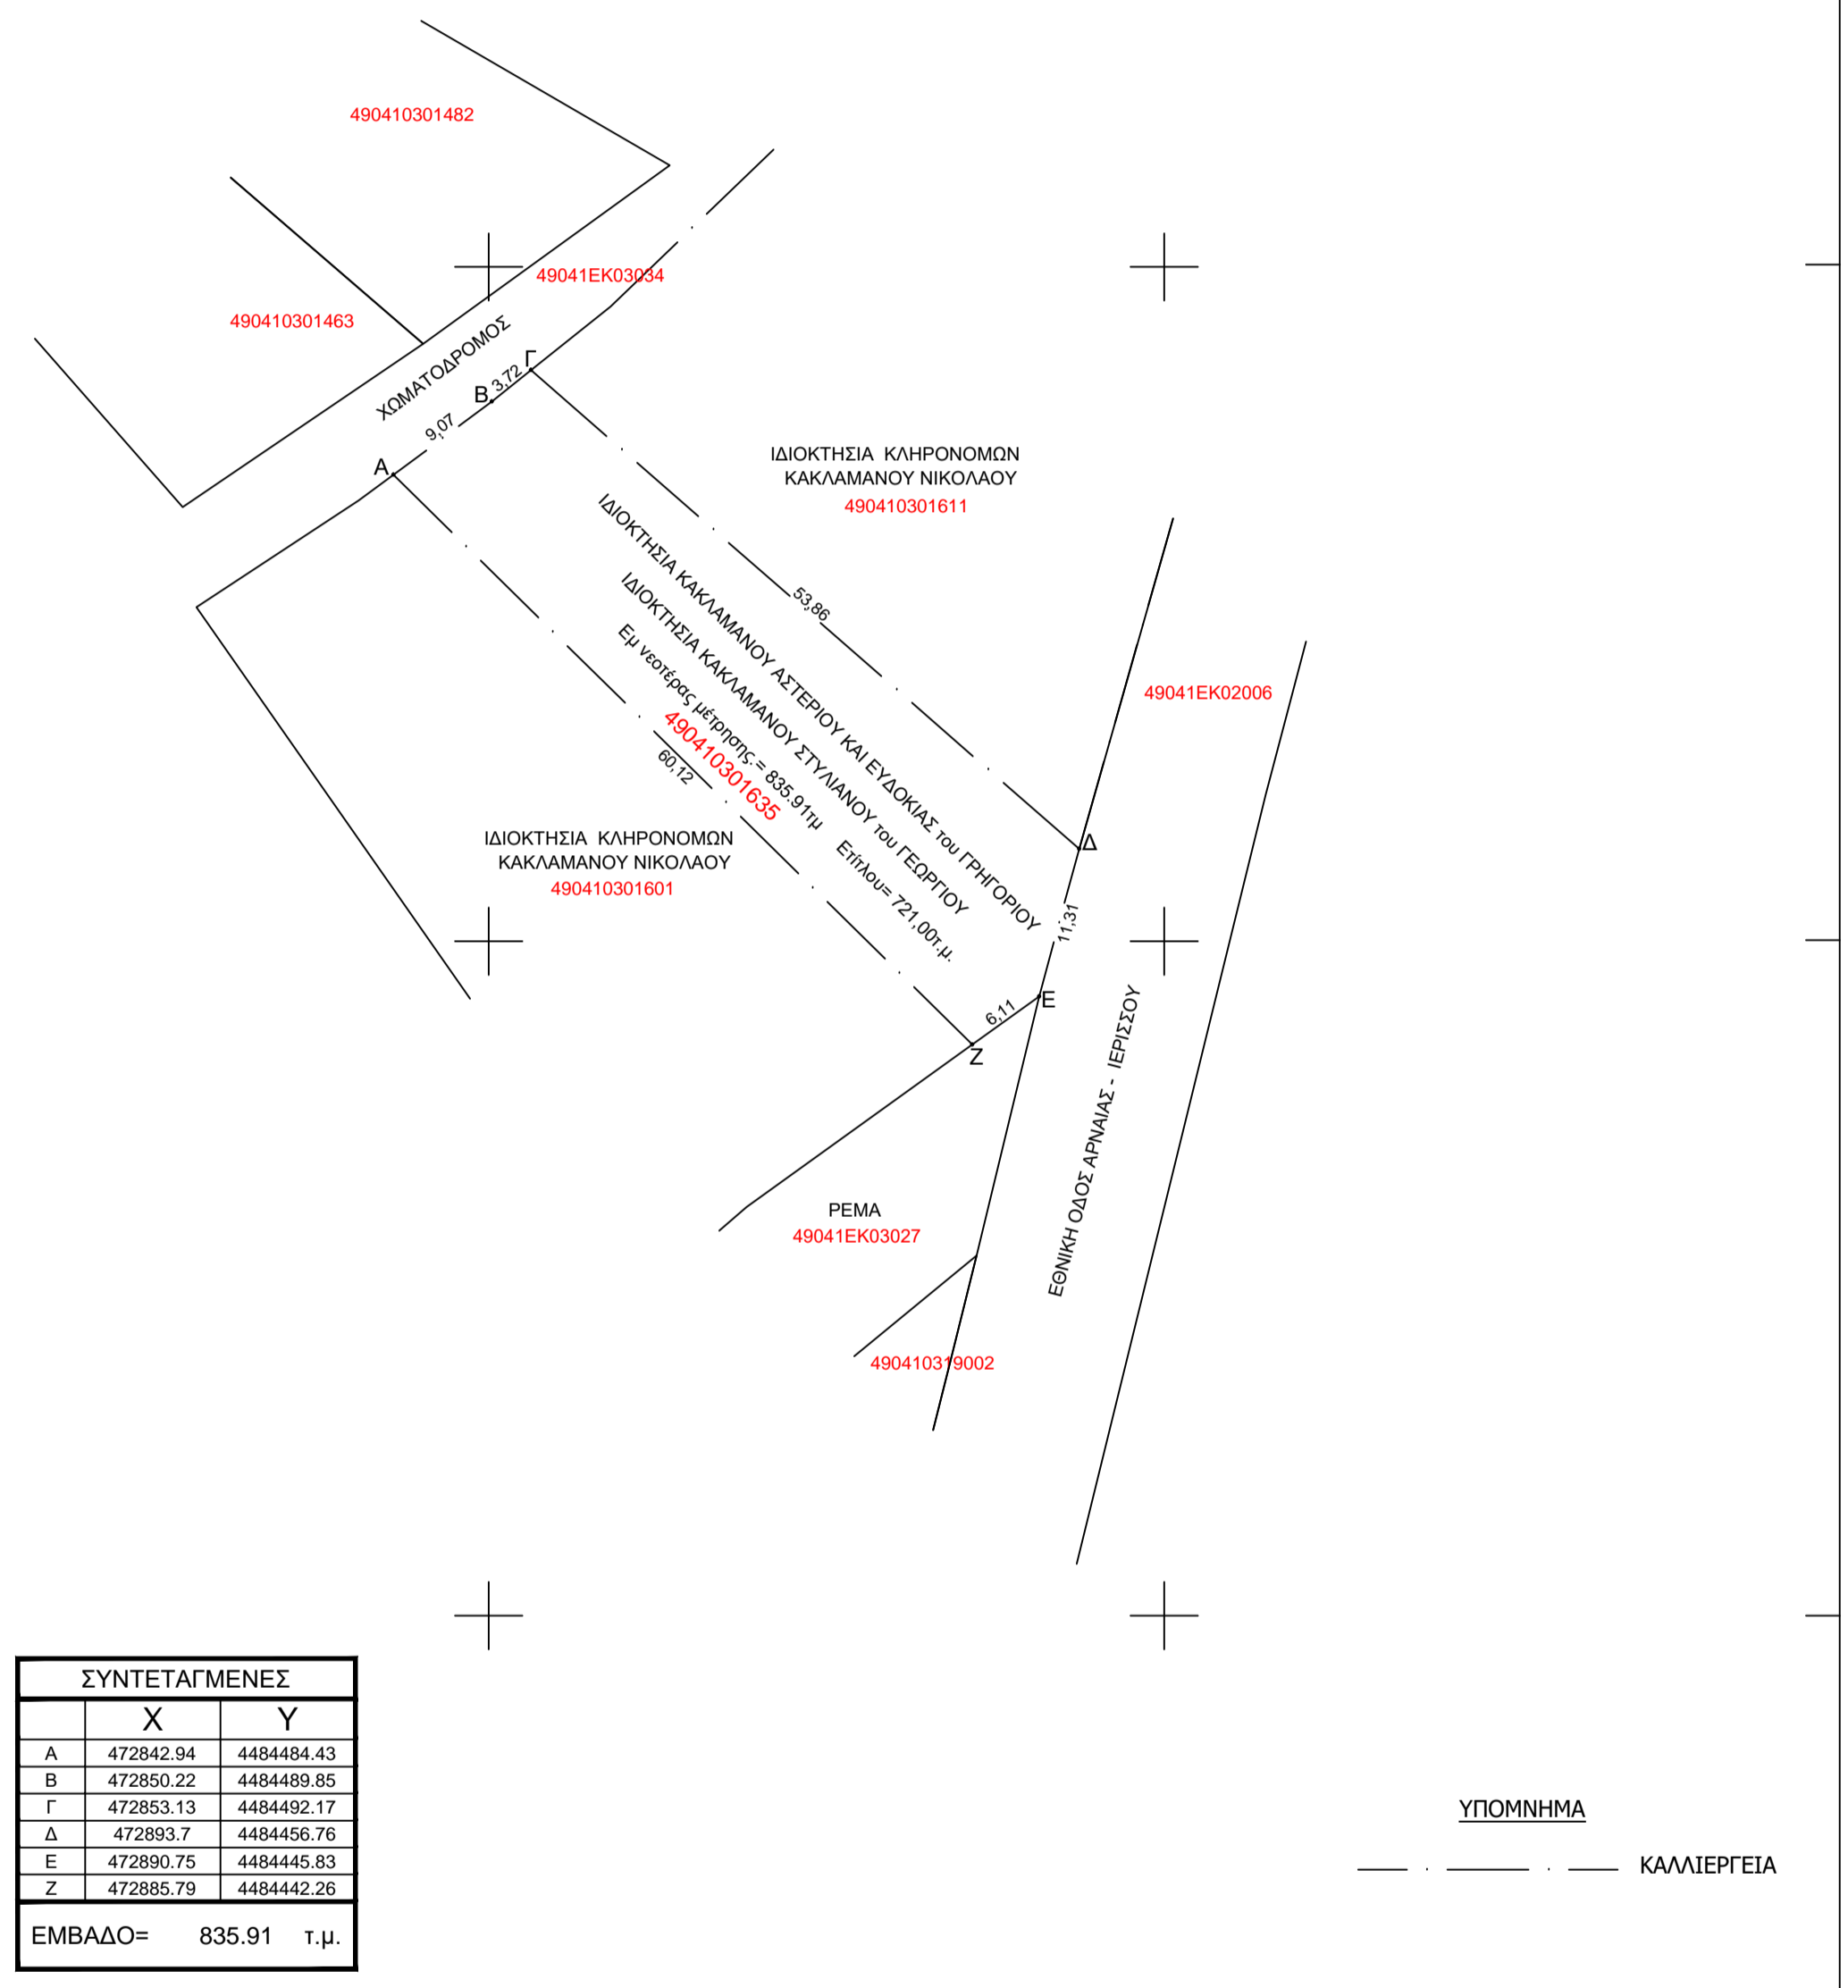 490410301482
49041ΕΚ03034
490410301463
ΧΩΜΑΤΟΔΡΟΜΟΣ
Γ
3,72
Β
9,07
Α
ΙΔΙΟΚΤΗΣΙΑ ΚΛΗΡΟΝΟΜΩΝ
ΚΑΚΛΑΜΑΝΟΥ ΝΙΚΟΛΑΟΥ
490410301611
53,86
ΙΔΙΟΚΤΗΣΙΑ ΚΑΚΛΑΜΑΝΟΥ ΑΣΤΕΡΙΟΥ ΚΑΙ ΕΥΔΟΚΙΑΣ του ΓΡΗΓΟΡΙΟΥ
ΙΔΙΟΚΤΗΣΙΑ ΚΑΚΛΑΜΑΝΟΥ ΣΤΥΛΙΑΝΟΥ του ΓΕΩΡΓΙΟΥ
Εμ νεοτέρας μέτρησης.= 835.91τμ Ετίτλου= 721,00τ.μ.
490410301635
60,12
49041ΕΚ02006
Δ
ΙΔΙΟΚΤΗΣΙΑ ΚΛΗΡΟΝΟΜΩΝ
ΚΑΚΛΑΜΑΝΟΥ ΝΙΚΟΛΑΟΥ
490410301601
11,31
Ε
6,11
Ζ
ΕΘΝΙΚΗ ΟΔΟΣ ΑΡΝΑΙΑΣ - ΙΕΡΙΣΣΟΥ
ΡΕΜΑ
49041ΕΚ03027
490410319002
ΣΥΝΤΕΤΑΓΜΕΝΕΣ
X Y
Α 472842.94 4484484.43
Β 472850.22 4484489.85
Γ 472853.13 4484492.17
Δ 472893.7 4484456.76
Ε 472890.75 4484445.83
Ζ 472885.79 4484442.26
ΕΜΒΑΔΟ= 835.91 τ.μ.
ΥΠΟΜΝΗΜΑ
ΚΑΛΛΙΕΡΓΕΙΑ